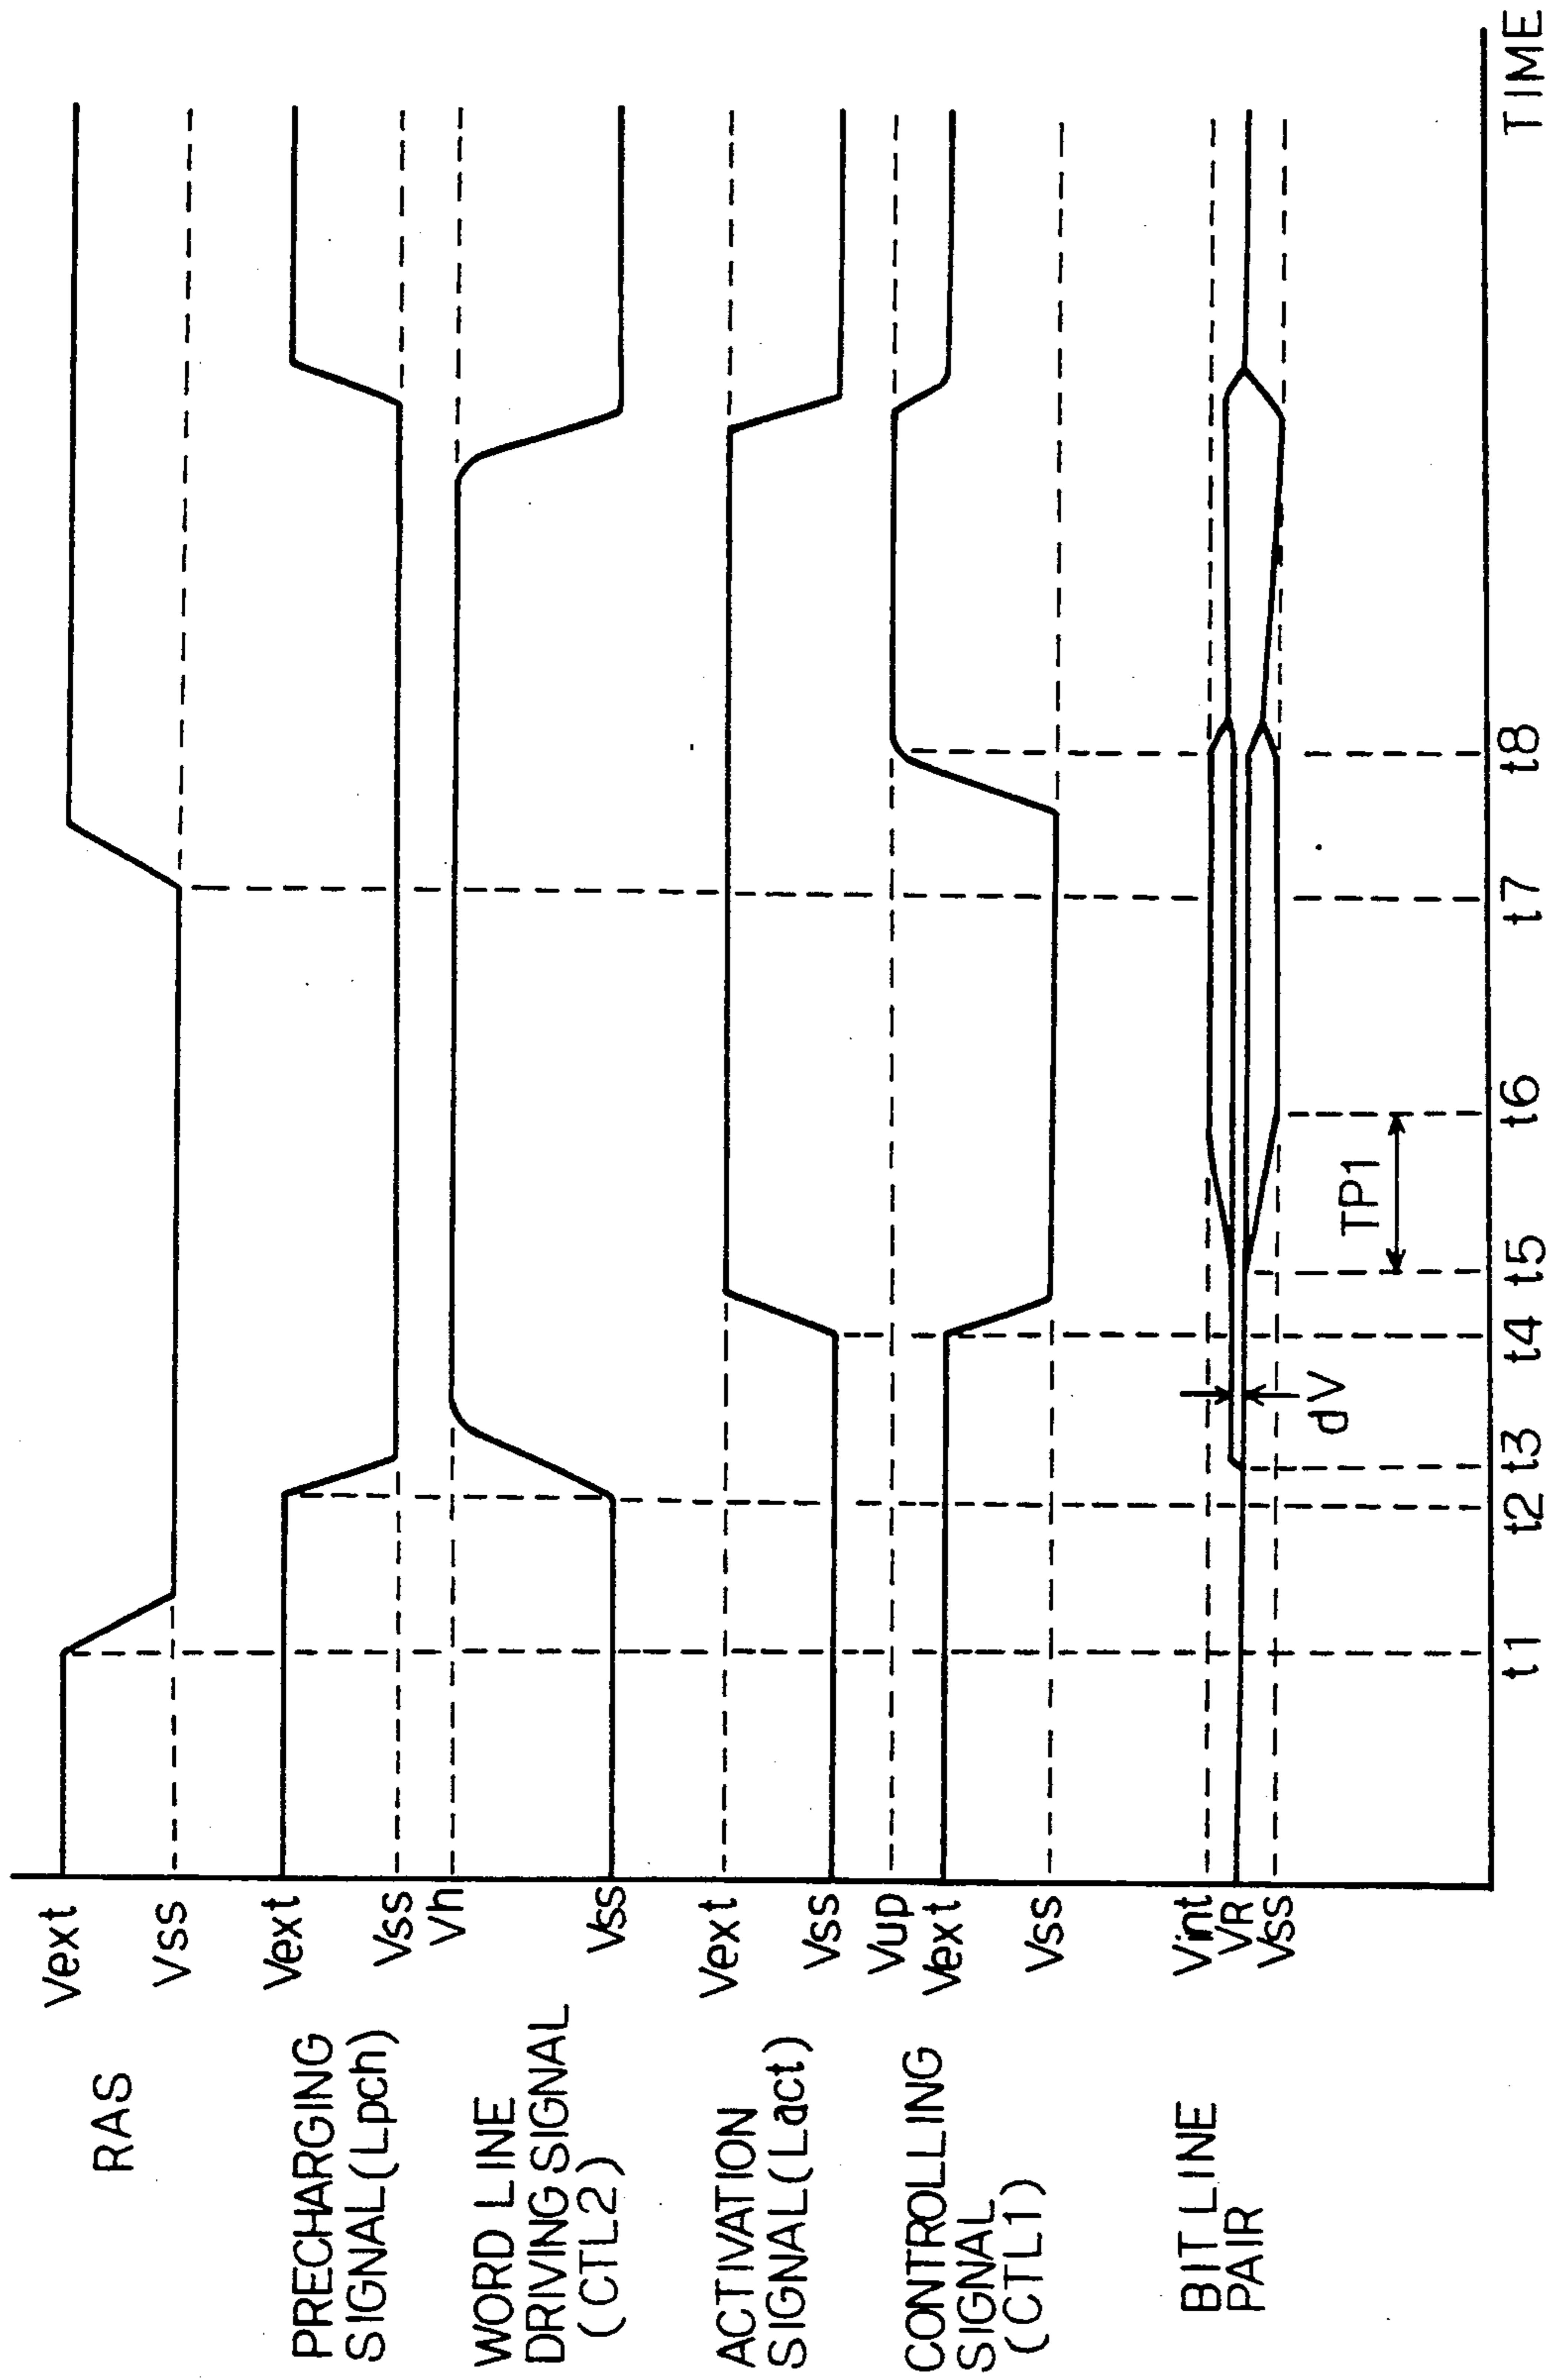 RAS
Vext
Vss
PRECHARGING
SIGNAL(Lpch)
Vext
Vss
WORD LINE
DRIVING SIGNAL
(CTL2)
Vh
Vss
ACTIVATION
SIGNAL(Lact)
Vext
Vss
CONTROLLING
SIGNAL
(CTL1)
Vup
Vext
Vss
BIT LINE
PAIR
Vint
VR
Vss
dV
TP1
t1 t2 t3 t4 t5 t6 t7 t8 TIME